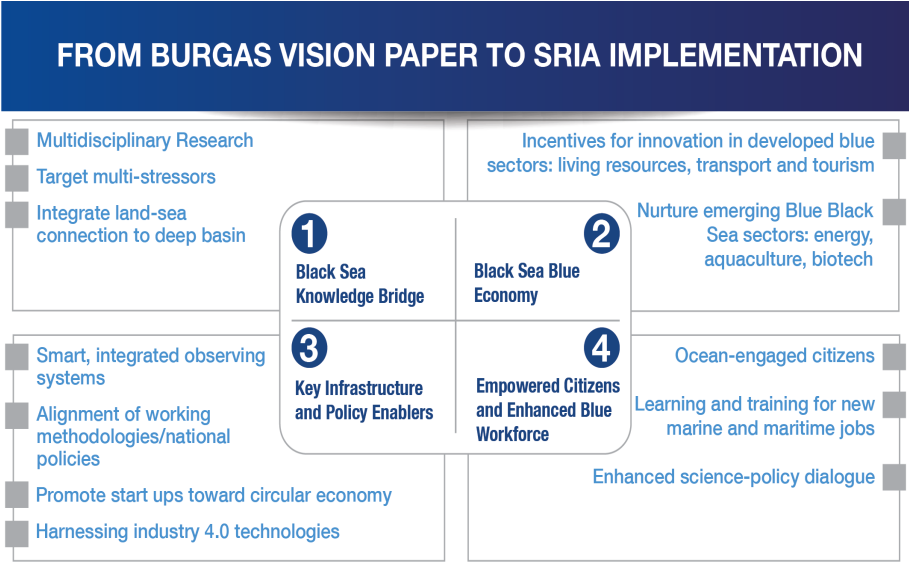 FROM BURGAS VISION PAPER TO SRIA IMPLEMENTATION
Multidisciplinary Research
Target multi-stressors
Integrate land-sea
connection to deep basin
Incentives for innovation in developed blue
sectors: living resources, transport and tourism
Nurture emerging Blue Black
Sea sectors: energy,
aquaculture, biotech
1
Black Sea
Knowledge Bridge
2
Black Sea Blue
Economy
3
Key Infrastructure
and Policy Enablers
4
Empowered Citizens
and Enhanced Blue
Workforce
Smart, integrated observing
systems
Alignment of working
methodologies/national
policies
Promote start ups toward circular economy
Harnessing industry 4.0 technologies
Ocean-engaged citizens
Learning and training for new
marine and maritime jobs
Enhanced science-policy dialogue